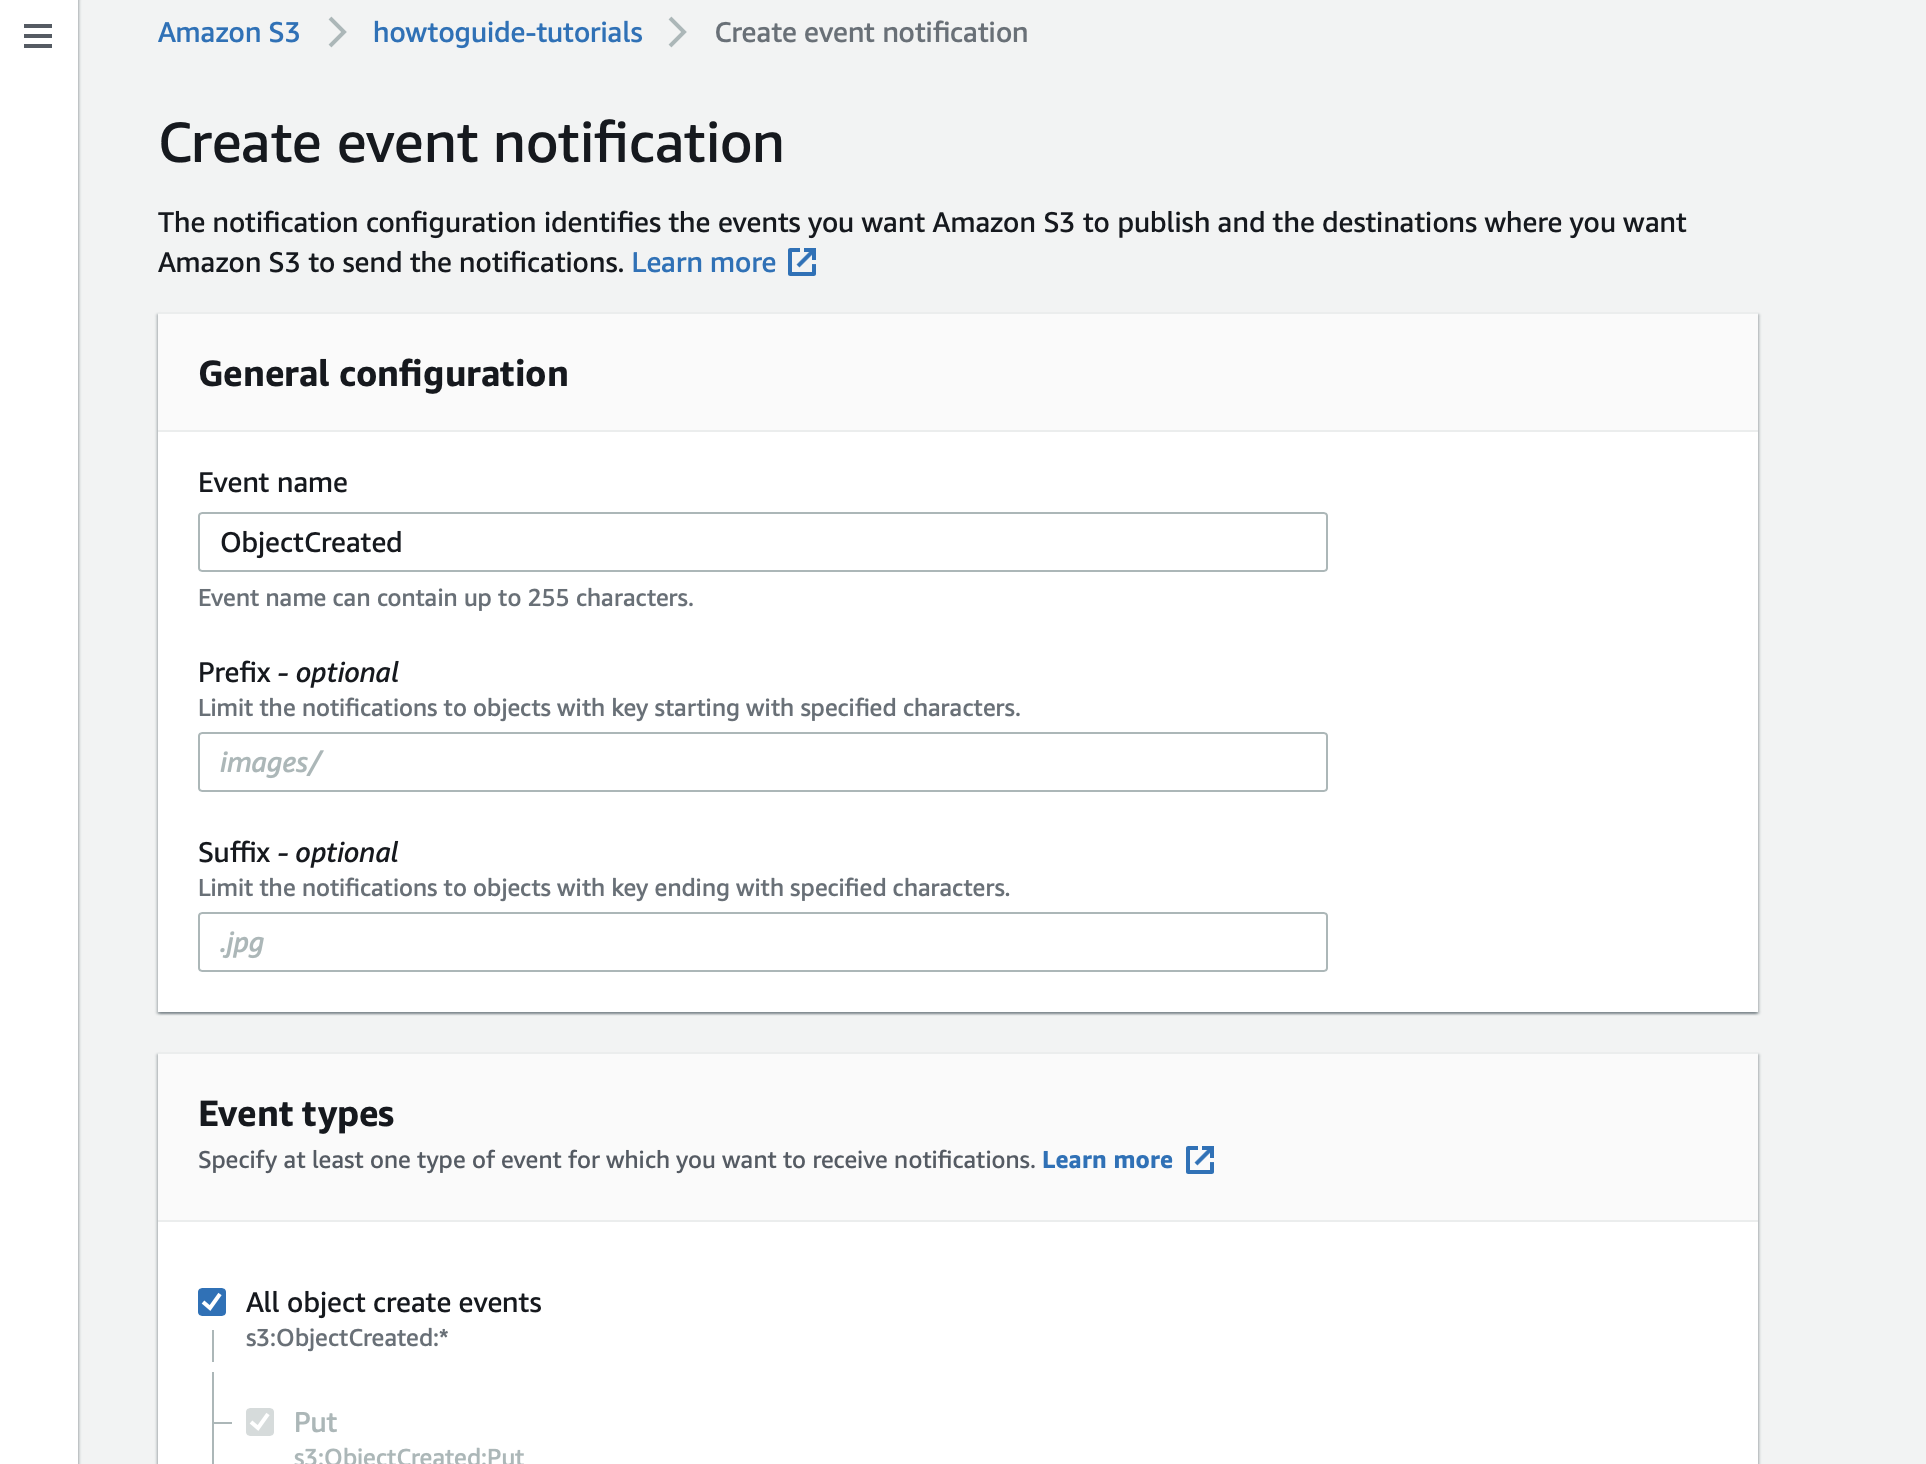 Amazon S3 > howtoguide-tutorials > Create event notification
Create event notification
The notification configuration identifies the events you want Amazon S3 to publish and the destinations where you want
Amazon S3 to send the notifications. Learn more
General configuration
Event name
ObjectCreated
Event name can contain up to 255 characters.
Prefix - optional
Limit the notifications to objects with key starting with specified characters.
images/
Suffix - optional
Limit the notifications to objects with key ending with specified characters.
.jpg
Event types
Specify at least one type of event for which you want to receive notifications. Learn more
All object create events
s3:ObjectCreated:*
Put
s3:ObjectCreated:Put